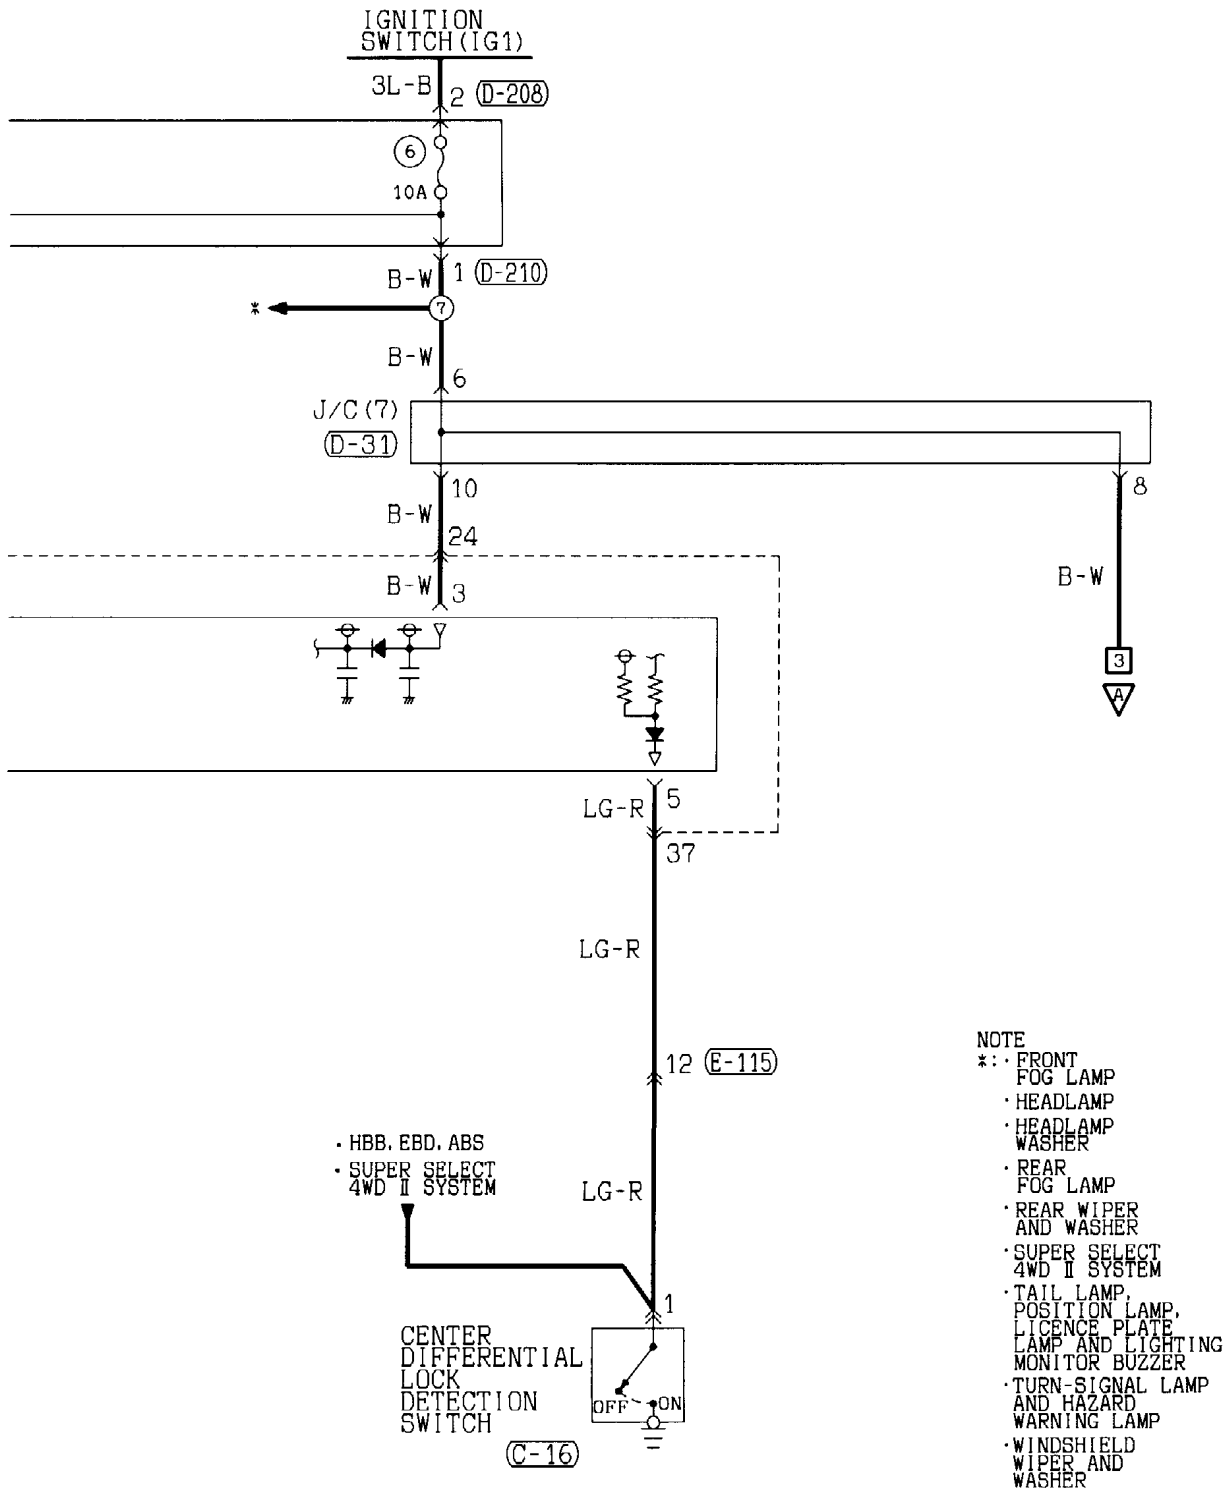 IGNITION
SWITCH(IG1)
3L-B
2 D-208
6
10A
B-W 1 D-210
* 7
B-W
6
J/C(7)
D-31
10 8
B-W
24
B-W 3
B-W
3
A
5
LG-R
37
LG-R
12 E-115
· HBB, EBD, ABS
· SUPER SELECT
4WD Ⅱ SYSTEM
LG-R
1
CENTER
DIFFERENTIAL
LOCK
DETECTION
SWITCH
OFF ON
C-16
NOTE
*: · FRONT
FOG LAMP
· HEADLAMP
· HEADLAMP
WASHER
· REAR
FOG LAMP
· REAR WIPER
AND WASHER
· SUPER SELECT
4WD Ⅱ SYSTEM
· TAIL LAMP,
POSITION LAMP,
LICENCE PLATE
LAMP AND LIGHTING
MONITOR BUZZER
· TURN-SIGNAL LAMP
AND HAZARD
WARNING LAMP
· WINDSHIELD
WIPER AND
WASHER